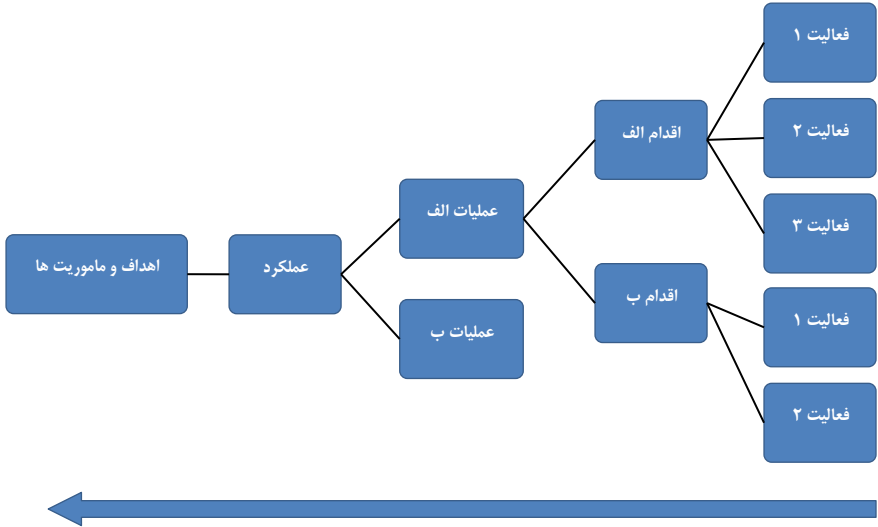 فعالیت ۱
فعالیت ۲
فعالیت ۳
فعالیت ۱
فعالیت ۲
اقدام الف
اقدام ب
عملیات الف
عملیات ب
عملکرد
اهداف و ماموریت ها